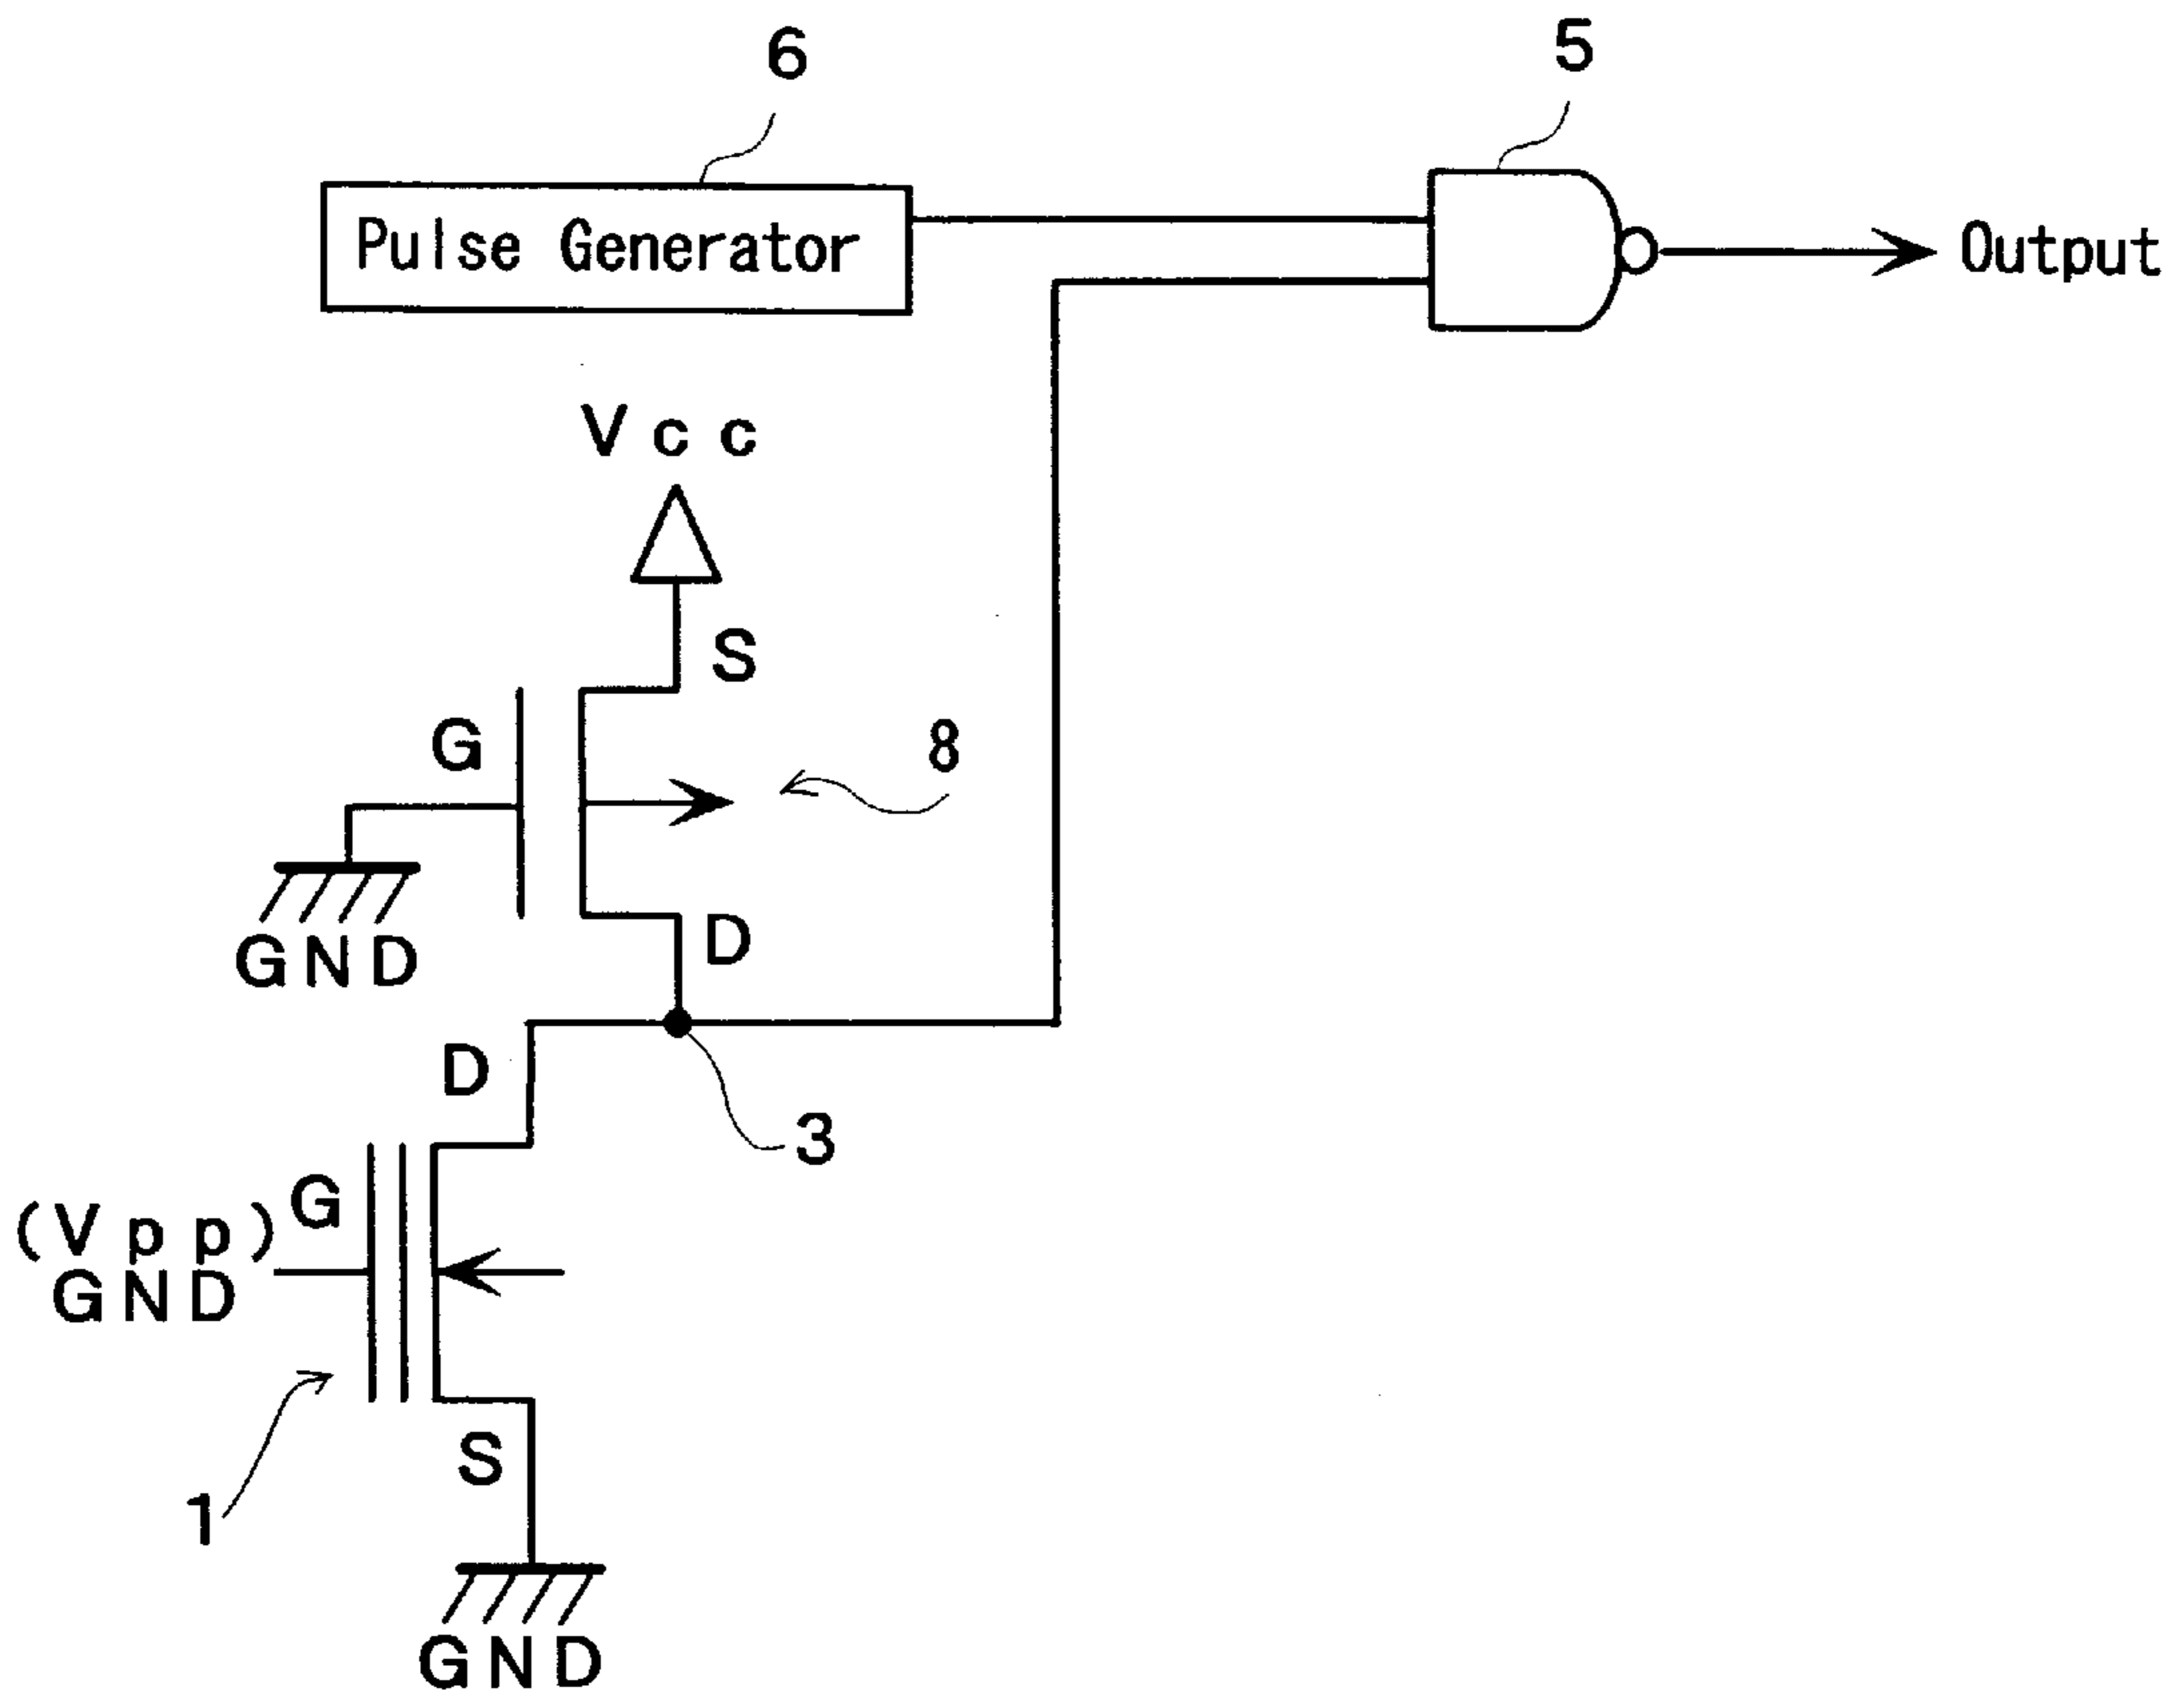 6
5
Pulse Generator
Output
Vcc
S
G
8
GND
D
D
3
(Vpp)
G
GND
S
1
GND